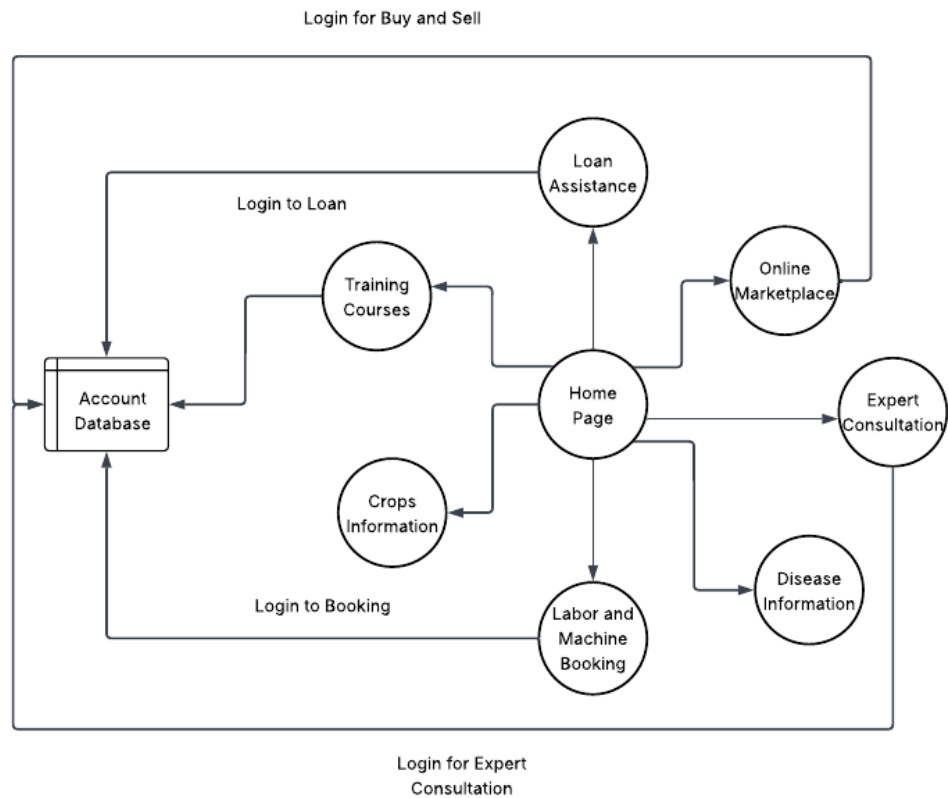 Login for Buy and Sell
Loan
Assistance
Login to Loan
Online
Marketplace
Training
Courses
Account
Database
Home
Page
Expert
Consultation
Crops
Information
Disease
Information
Login to Booking
Labor and
Machine
Booking
Login for Expert
Consultation